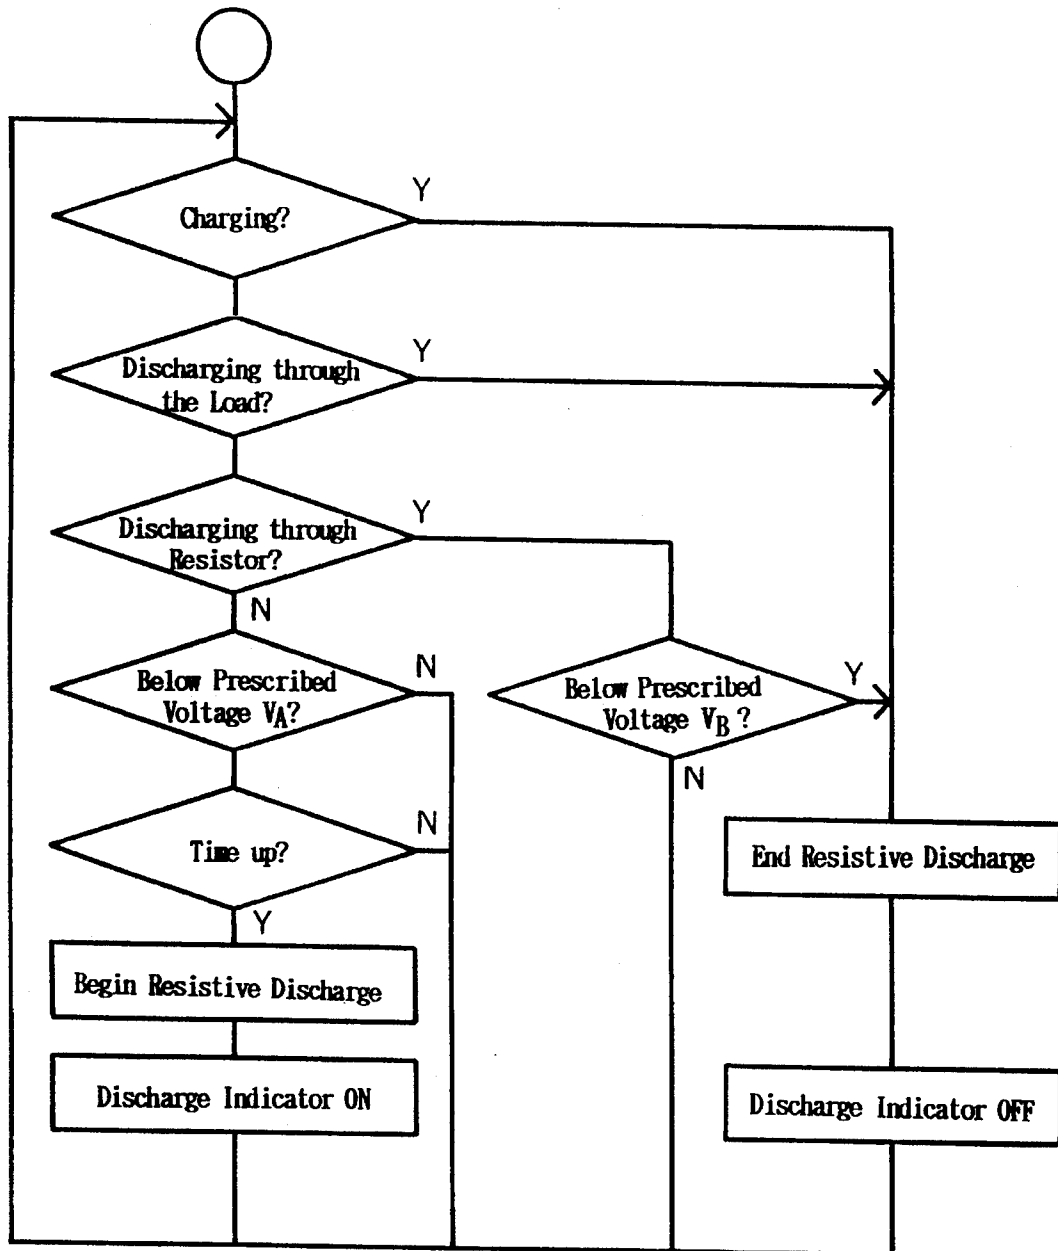 Y
Charging?
Y
Discharging through
the Load?
Y
Discharging through
Resistor?
N
N
Below Prescribed
Voltage VA?
Y
Below Prescribed
Voltage VB ?
N
N
Time up?
Y
End Resistive Discharge
Begin Resistive Discharge
Discharge Indicator ON
Discharge Indicator OFF